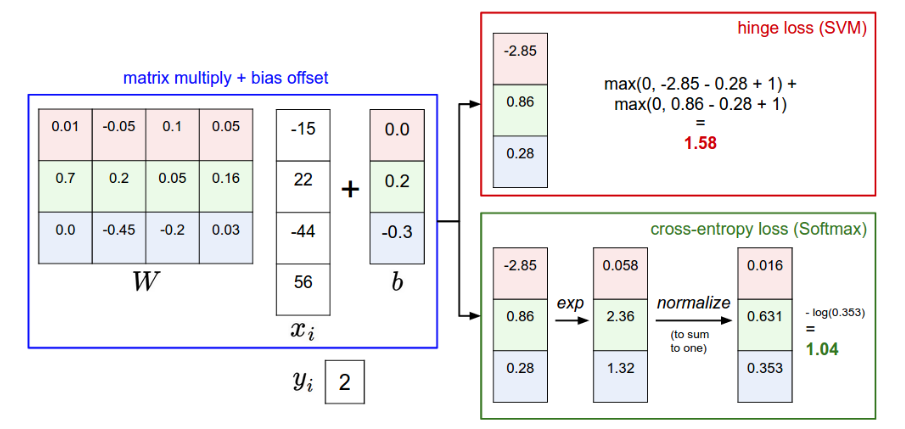 hinge loss (SVM)
matrix multiply + bias offset
0.01 -0.05 0.1 0.05
0.7 0.2 0.05 0.16
0.0 -0.45 -0.2 0.03
W
-15
22
-44
56
x_i
+
0.0
0.2
-0.3
b
y_i 2
-2.85
0.86
0.28
max(0, -2.85 - 0.28 + 1) +
max(0, 0.86 - 0.28 + 1)
=
1.58
cross-entropy loss (Softmax)
-2.85
0.86
0.28
exp
0.058
2.36
1.32
normalize
(to sum
to one)
0.016
0.631
0.353
- log(0.353)
=
1.04